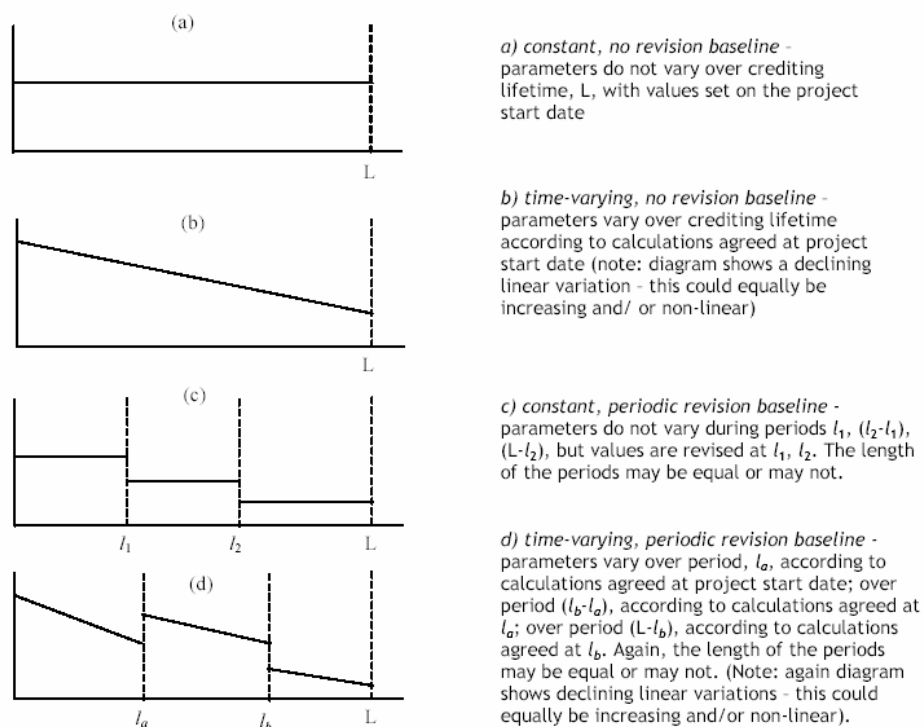 (a)
L
a) constant, no revision baseline -
parameters do not vary over crediting
lifetime, L, with values set on the project
start date
(b)
L
b) time-varying, no revision baseline -
parameters vary over crediting lifetime
according to calculations agreed at project
start date (note: diagram shows a declining
linear variation - this could equally be
increasing and/ or non-linear)
(c)
l₁ l₂ L
c) constant, periodic revision baseline -
parameters do not vary during periods l₁, (l₂-l₁),
(L-l₂), but values are revised at l₁, l₂. The length
of the periods may be equal or may not.
(d)
lₐ l_b L
d) time-varying, periodic revision baseline -
parameters vary over period, lₐ, according to
calculations agreed at project start date; over
period (l_b-lₐ), according to calculations agreed at
lₐ; over period (L-l_b), according to calculations
agreed at l_b. Again, the length of the periods
may be equal or may not. (Note: again diagram
shows declining linear variations - this could
equally be increasing and/or non-linear).